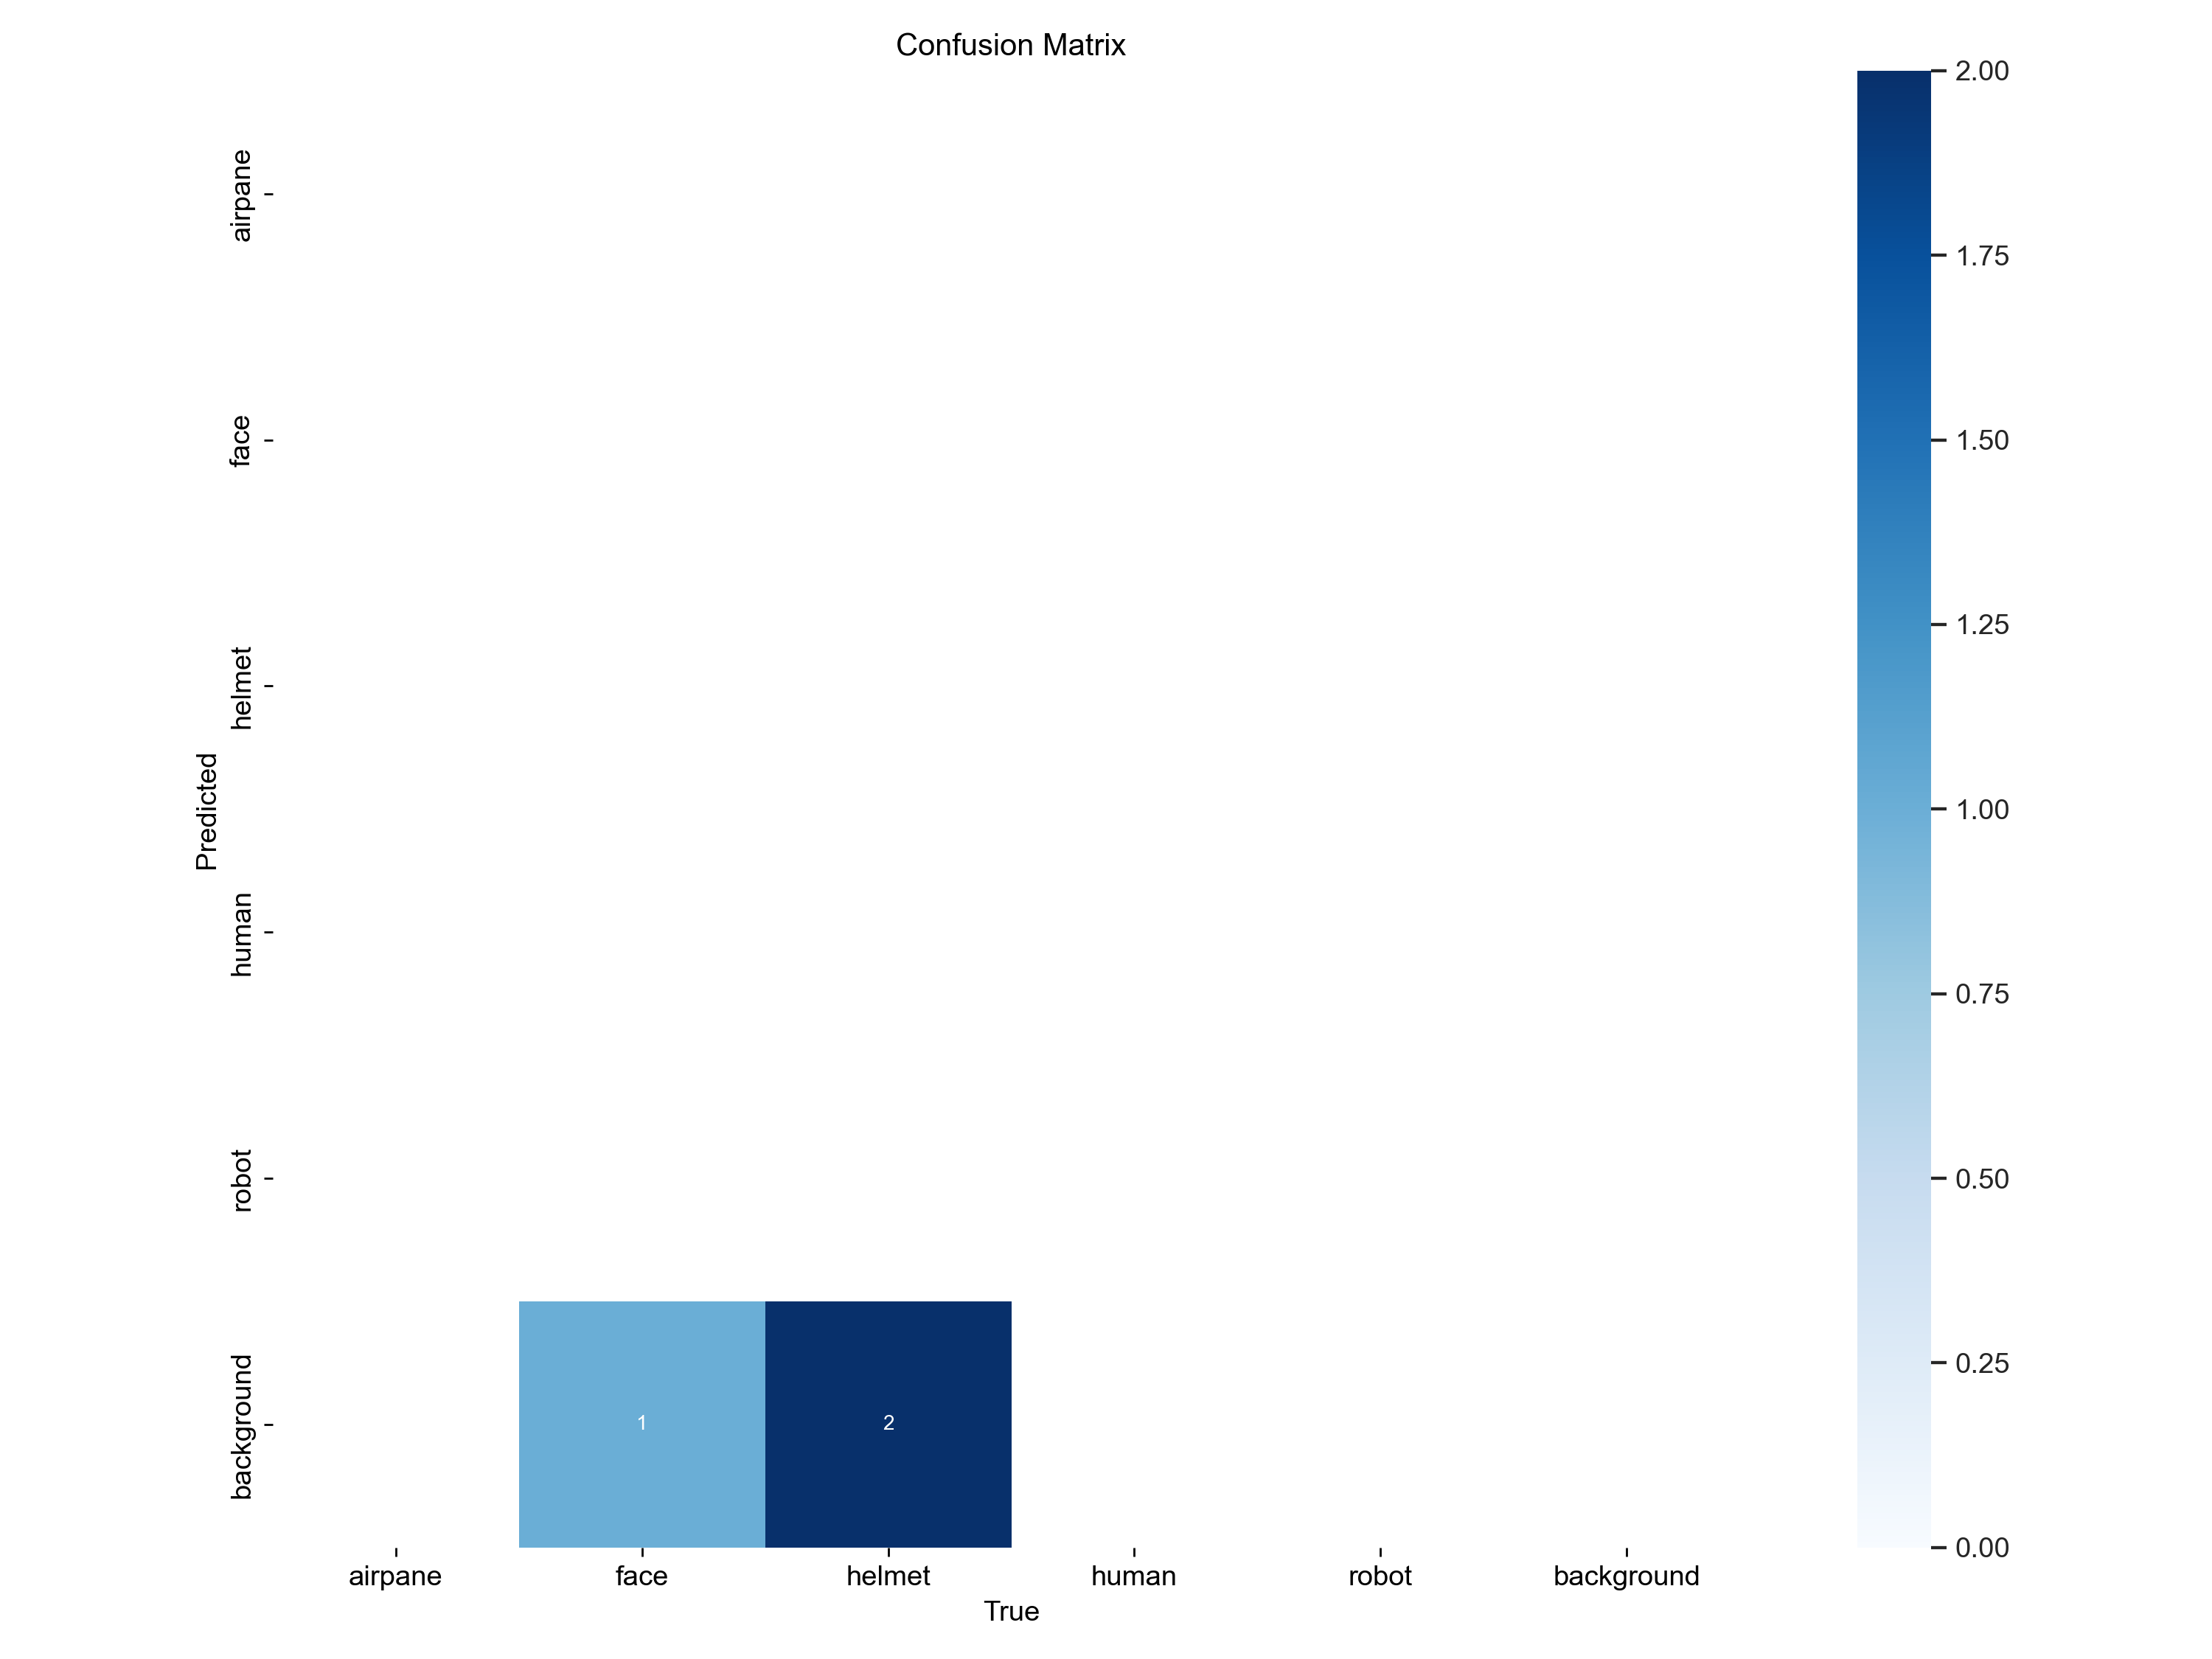 Confusion Matrix
airpane
face
helmet
human
robot
background
Predicted
1
2
airpane
face
helmet
human
robot
background
True
2.00
1.75
1.50
1.25
1.00
0.75
0.50
0.25
0.00